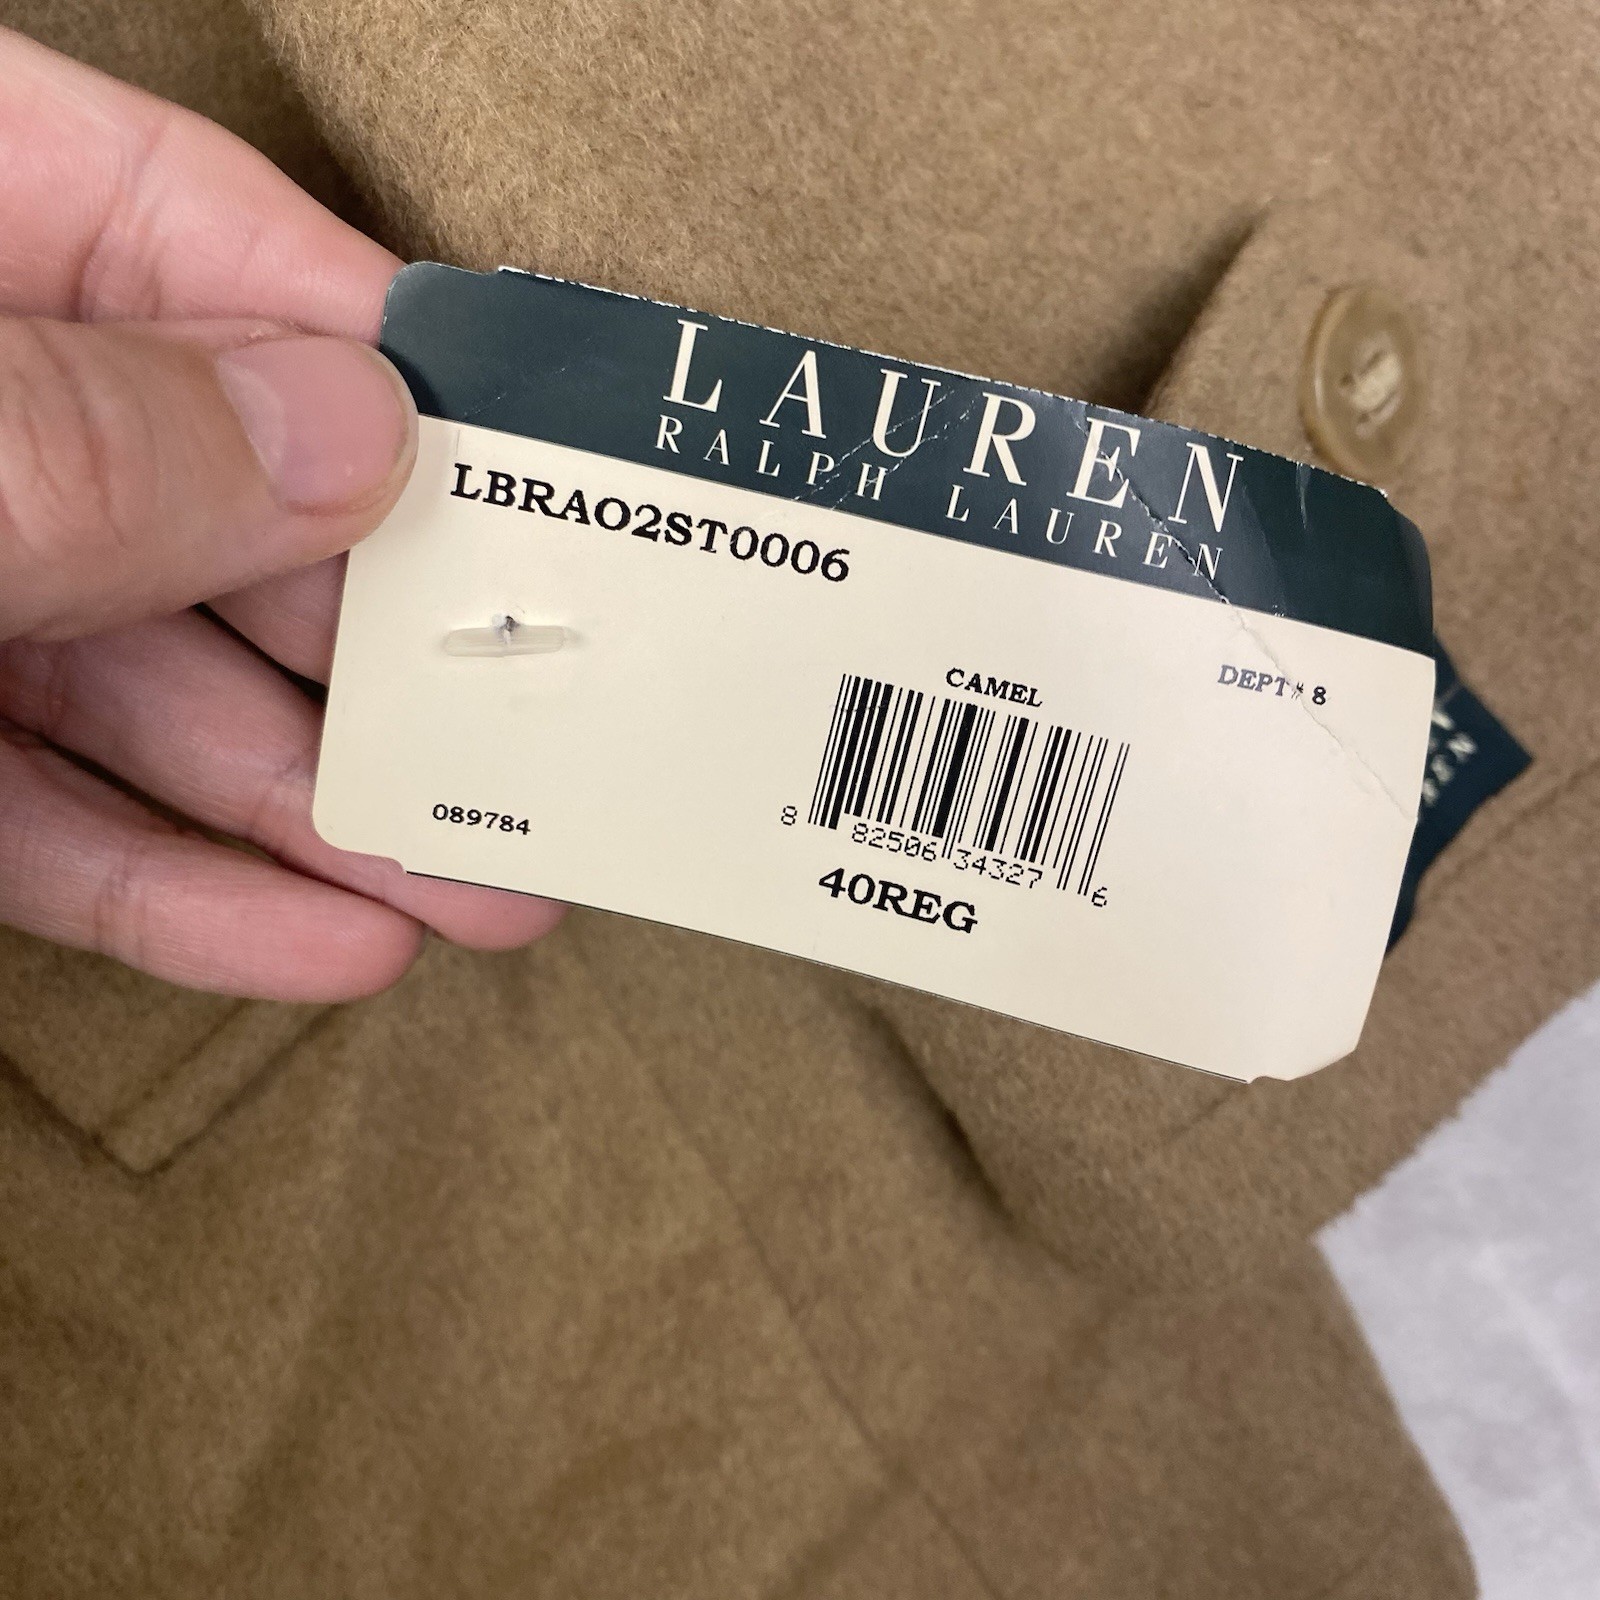 LAUREN
RALPH LAUREN
LBRAO2ST0006
CAMEL
DEPT# 8
8 82506 34327 6
089784
40REG